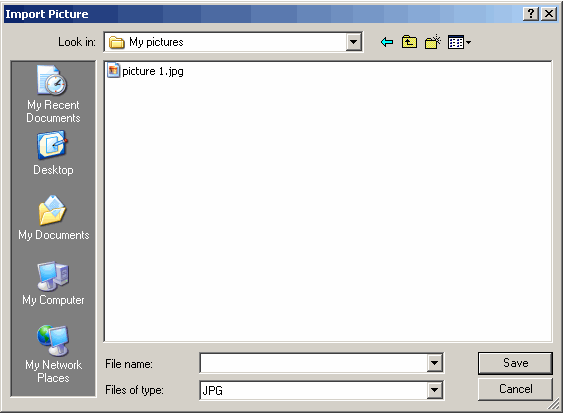 Import Picture
Look in:
My pictures
My Recent
Documents
Desktop
My Documents
My Computer
My Network
Places
picture 1.jpg
File name:
Save
Files of type:
JPG
Cancel